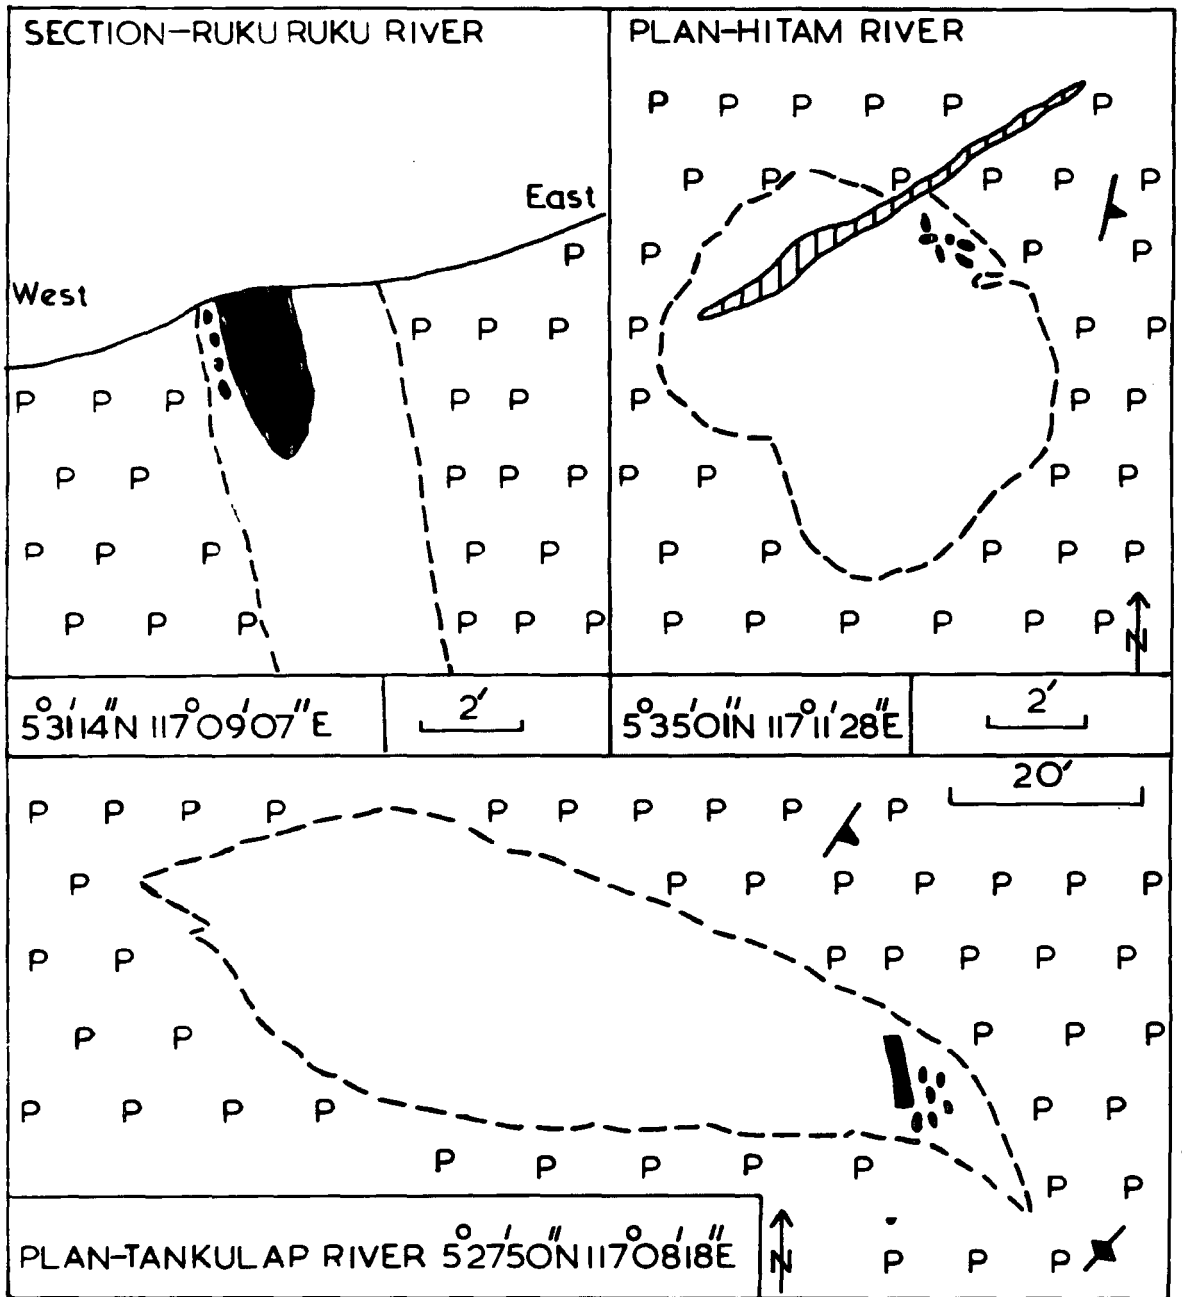 SECTION-RUKU RUKU RIVER
East
P
West
P P P
P P P P P
P P P P P
P P P P P
P P P P P P
5°31′14″N 117°09′07″E
2′
PLAN-HITAM RIVER
P P P P P P
P P P P P P
P P P
P P P
P P P
P P P P
P P P P P
P P P P P P
N
5°35′01″N 117°11′28″E
2′
20′
P P P P P P P P P P
P P P P P P P P
P P P P P P P
P P P P P
P P P P P P
P P P P P
P P
PLAN-TANKULAP RIVER 5°27′50″N 117°08′18″E
N
P P P